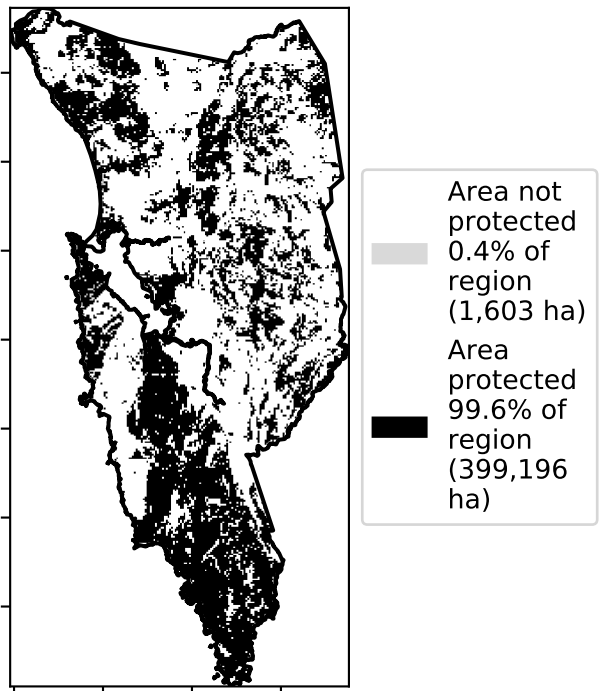 Area not
protected
0.4% of
region
(1,603 ha)
Area
protected
99.6% of
region
(399,196
ha)